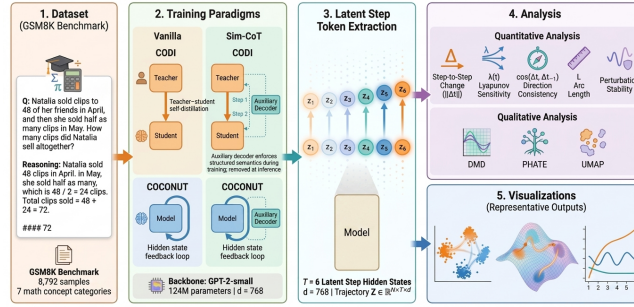 1. Dataset
(GSM8K Benchmark)
Q: Natalia sold clips to
48 of her friends in April,
and then she sold half as
many clips in May. How
many clips did Natalia
sell altogether?
Reasoning: Natalia sold
48 clips in April. in May,
she sold half as many,
which is 48 / 2 = 24 clips.
Total clips sold = 48 +
24 = 72.
#### 72
GSM8K Benchmark
8,792 samples
7 math concept categories
2. Training Paradigms
Vanilla
CODI
Teacher
Teacher–student
self-distillation
Student
Sim-CoT
CODI
Teacher
Step 1
Step 2
Auxiliary
Decoder
Student
Auxiliary decoder enforces
structured semantics during
training; removed at inference
COCONUT
Model
Hidden state
feedback loop
COCONUT
Model
Auxiliary
Decoder
Hidden state
feedback loop
Backbone: GPT-2-small
124M parameters | d = 768
3. Latent Step
Token Extraction
z₁ z₂ z₃ z₄ z₅ z₆
z₁ z₂ z₃ z₄ z₅ z₆
Model
T = 6 Latent Step Hidden States
d = 768 | Trajectory Z ∈ ℝᴺˣᵀˣᵈ
4. Analysis
Quantitative Analysis
Δ
Step-to-Step
Change
(||Δt||)
λ
λ(t)
Lyapunov
Sensitivity
cos(Δt, Δt−1)
Direction
Consistency
L
Arc
Length
Stability
Qualitative Analysis
DMD
PHATE
UMAP
5. Visualizations
(Representative Outputs)
1 2 3 4 5 6